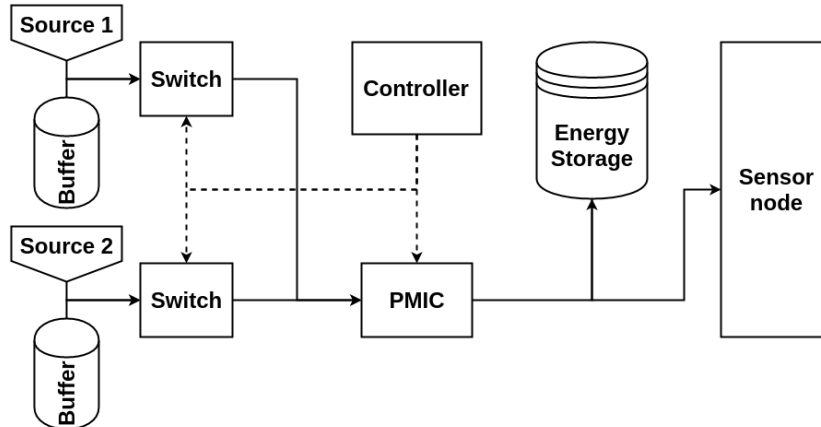 Source 1
Switch
Controller
Buffer
Energy
Storage
Sensor
node
Source 2
Switch
PMIC
Buffer